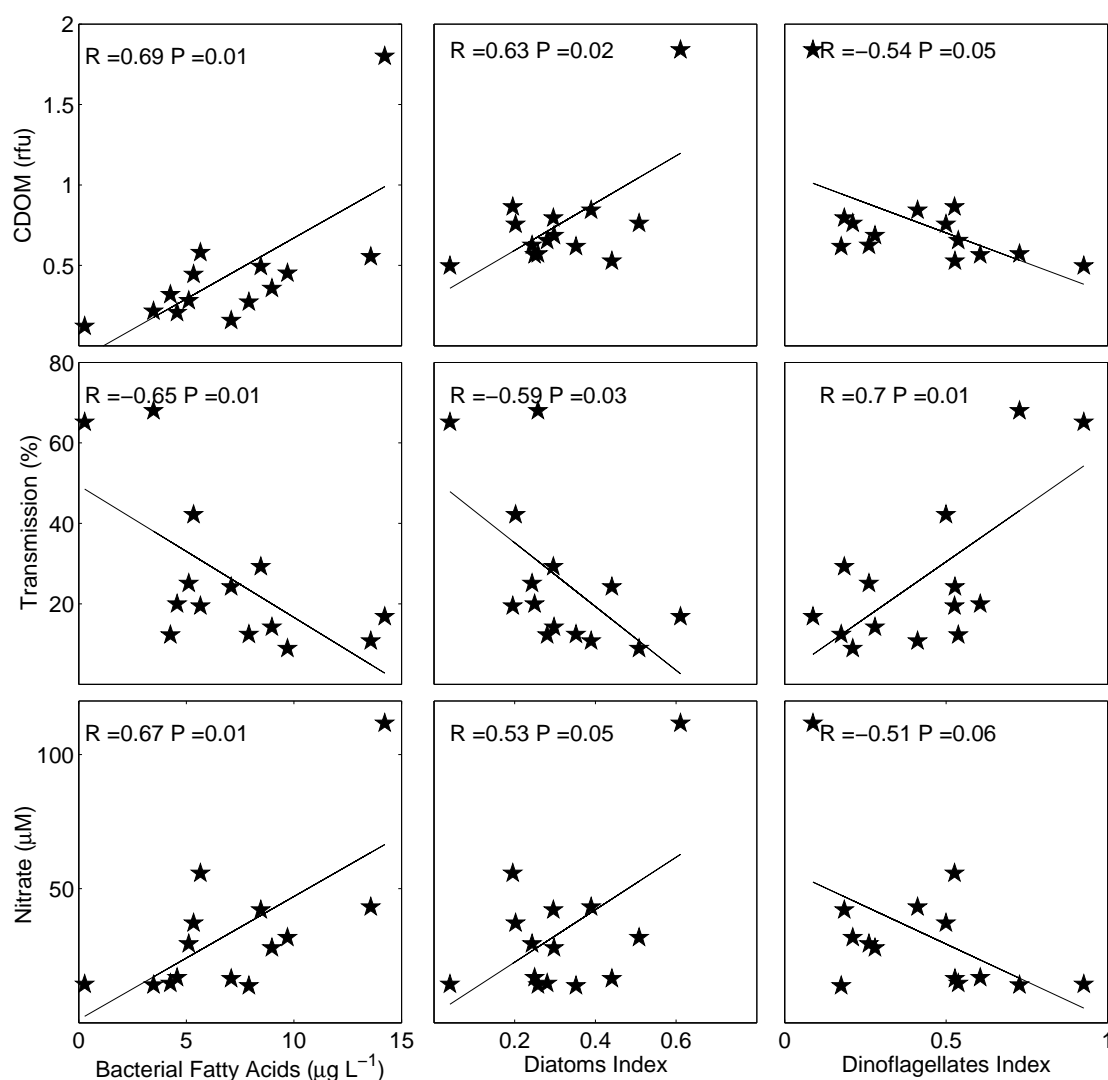 2
R =0.69 P =0.01
R =0.63 P =0.02
R =−0.54 P =0.05
1.5
CDOM (rfu)
1
0.5
80
R =−0.65 P =0.01
R =−0.59 P =0.03
R =0.7 P =0.01
60
Transmission (%)
40
20
R =0.67 P =0.01
R =0.53 P =0.05
R =−0.51 P =0.06
100
Nitrate (μM)
50
0 5 10 15
0.2 0.4 0.6
0 0.5 1
Bacterial Fatty Acids (μg L⁻¹)
Diatoms Index
Dinoflagellates Index